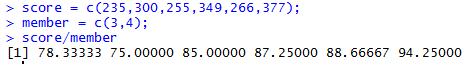 > score = c(235,300,255,349,266,377);
> member = c(3,4);
> score/member
[1] 78.33333 75.00000 85.00000 87.25000 88.66667 94.25000